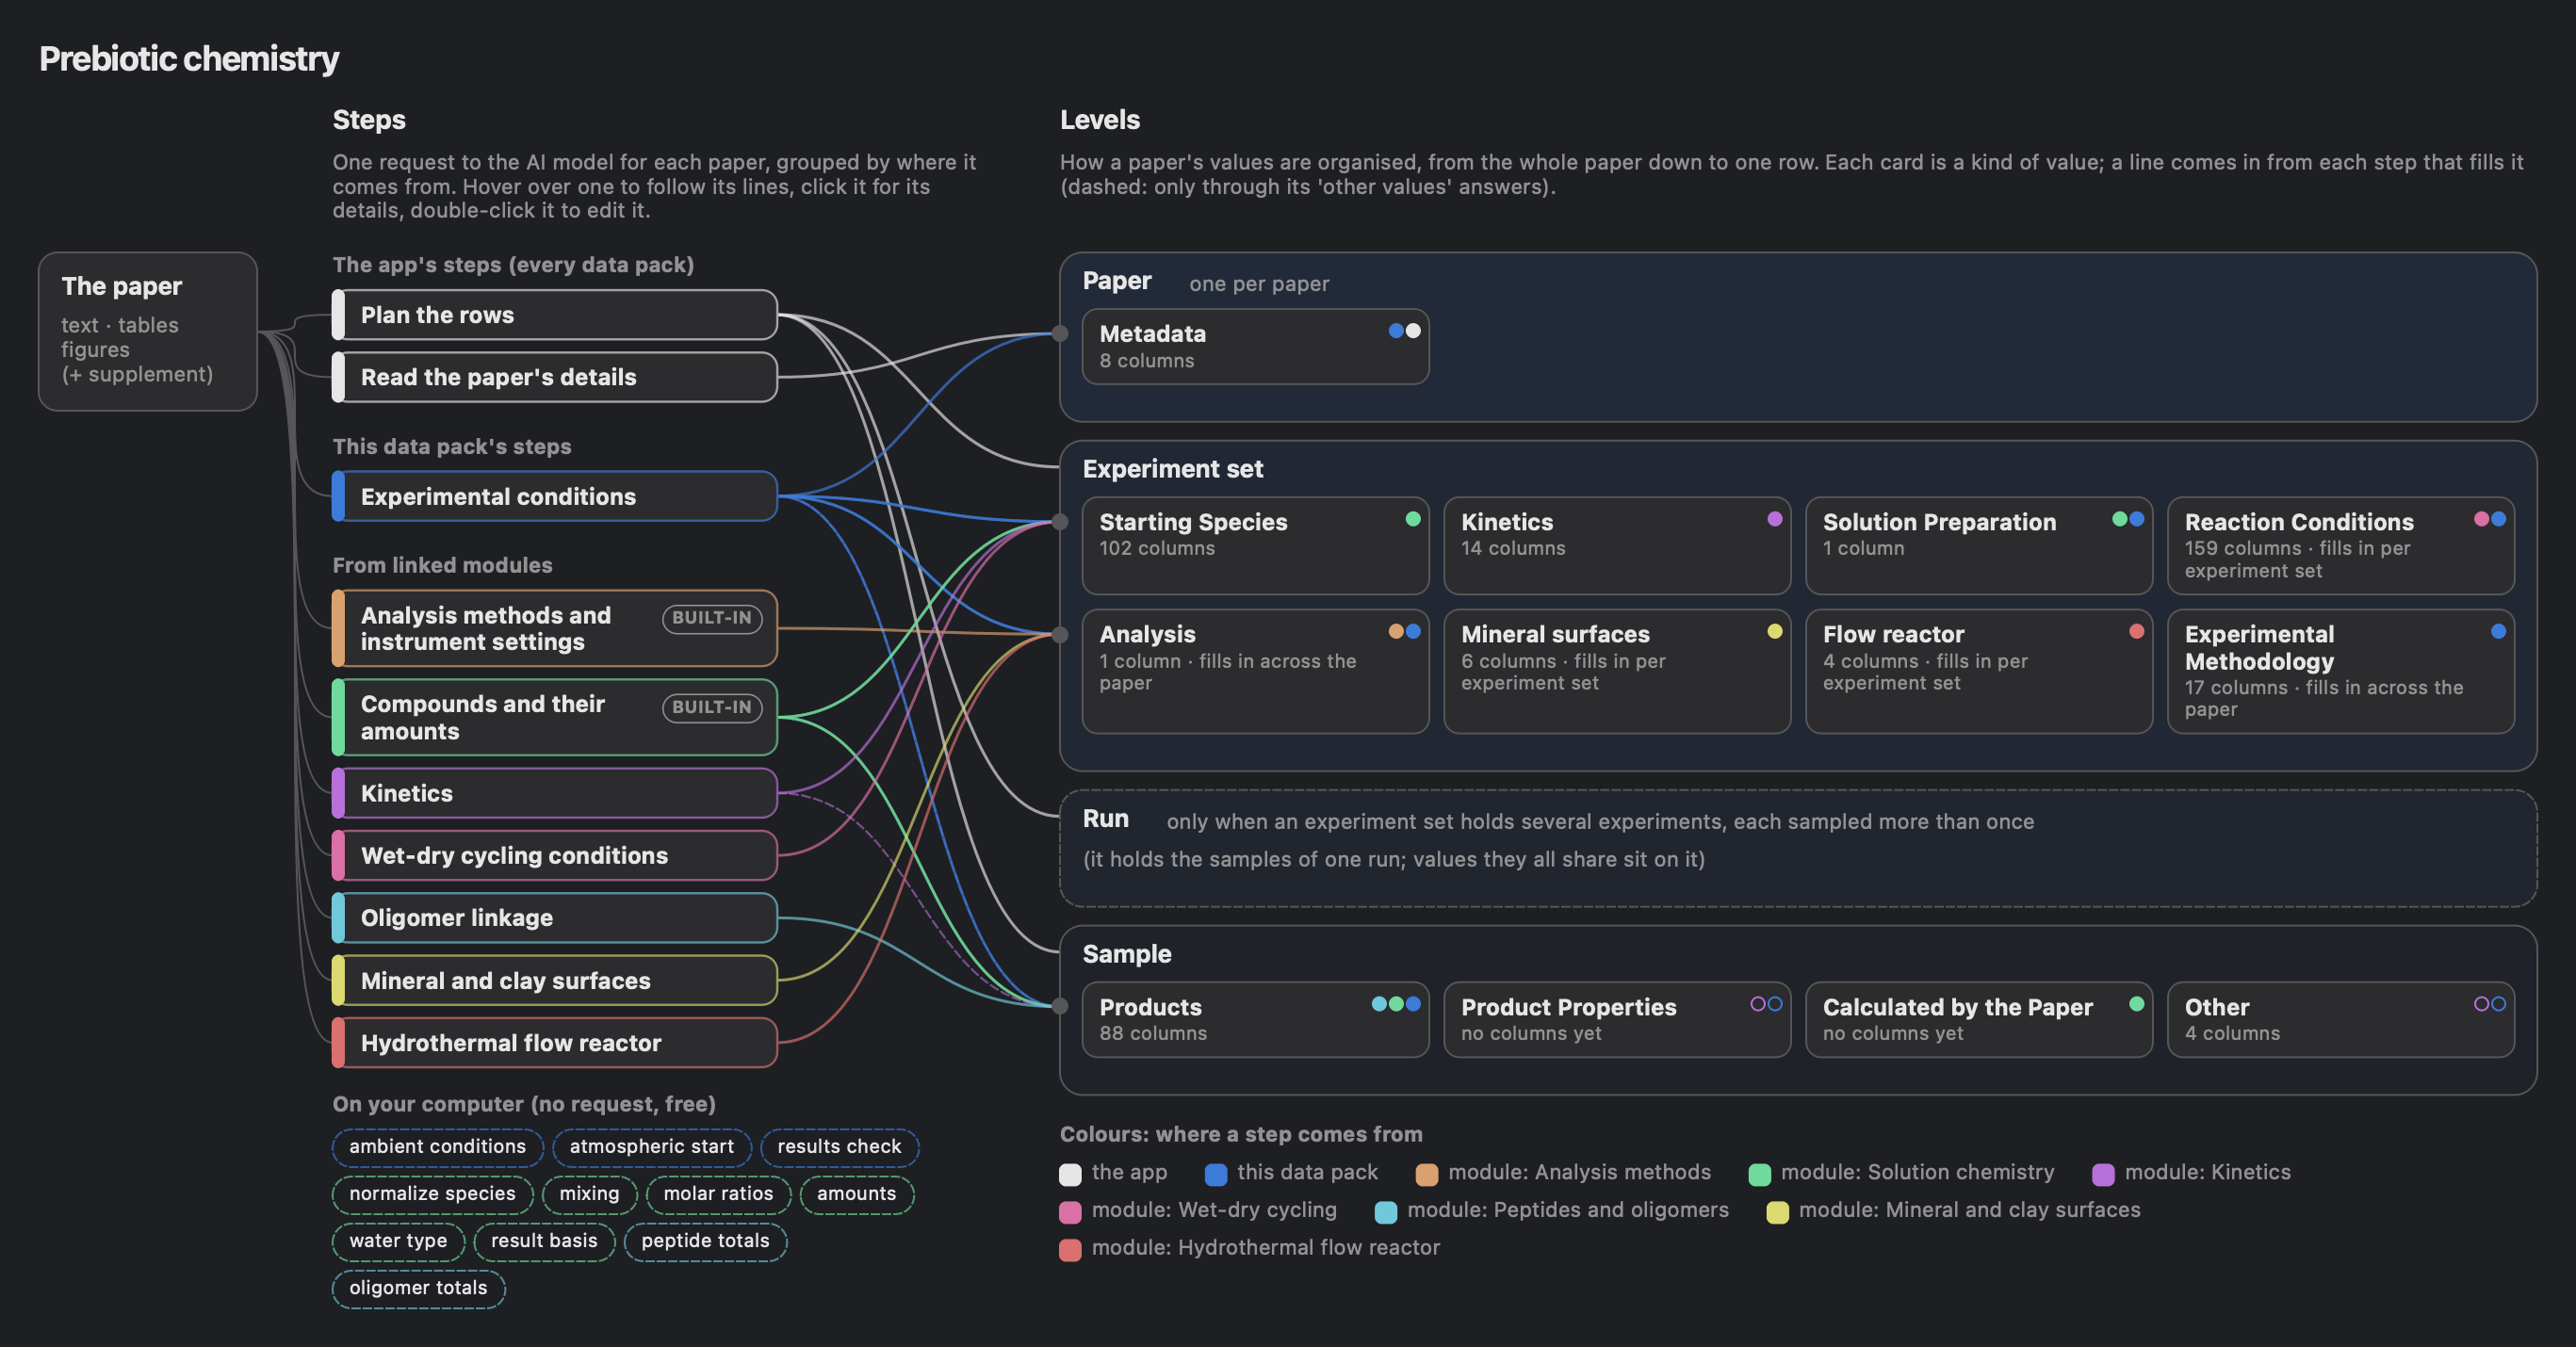 Prebiotic chemistry
Steps
One request to the AI model for each paper, grouped by where it
comes from. Hover over one to follow its lines, click it for its
details, double-click it to edit it.
Levels
How a paper's values are organised, from the whole paper down to one row. Each card is a kind of value; a line comes in from each step that fills it
(dashed: only through its 'other values' answers).
The paper
text · tables
figures
(+ supplement)
The app's steps (every data pack)
Plan the rows
Read the paper's details
This data pack's steps
Experimental conditions
From linked modules
Analysis methods and
instrument settings
BUILT-IN
Compounds and their
amounts
BUILT-IN
Kinetics
Wet-dry cycling conditions
Oligomer linkage
Mineral and clay surfaces
Hydrothermal flow reactor
On your computer (no request, free)
ambient conditions
atmospheric start
results check
normalize species
mixing
molar ratios
amounts
water type
result basis
peptide totals
oligomer totals
Paper
one per paper
Metadata
8 columns
Experiment set
Starting Species
102 columns
Kinetics
14 columns
Solution Preparation
1 column
Reaction Conditions
159 columns · fills in per
experiment set
Analysis
1 column · fills in across the
paper
Mineral surfaces
6 columns · fills in per
experiment set
Flow reactor
4 columns · fills in per
experiment set
Experimental
Methodology
17 columns · fills in across the
paper
Run
only when an experiment set holds several experiments, each sampled more than once
(it holds the samples of one run; values they all share sit on it)
Sample
Products
88 columns
Product Properties
no columns yet
Calculated by the Paper
no columns yet
Other
4 columns
Colours: where a step comes from
the app
this data pack
module: Analysis methods
module: Solution chemistry
module: Kinetics
module: Wet-dry cycling
module: Peptides and oligomers
module: Mineral and clay surfaces
module: Hydrothermal flow reactor